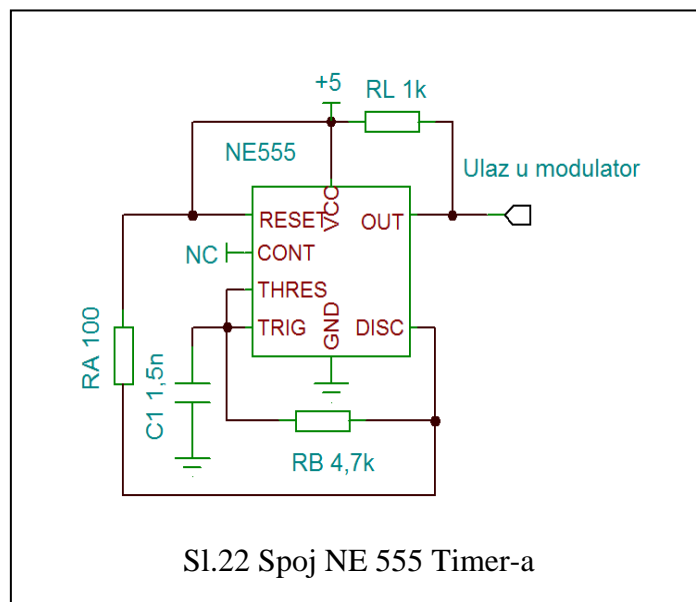 +5
RL 1k
NE555
Ulaz u modulator
VCC
RESET
OUT
NC
CONT
THRES
TRIG
GND
DISC
RA 100
C1 1,5n
RB 4,7k
Sl.22 Spoj NE 555 Timer-a